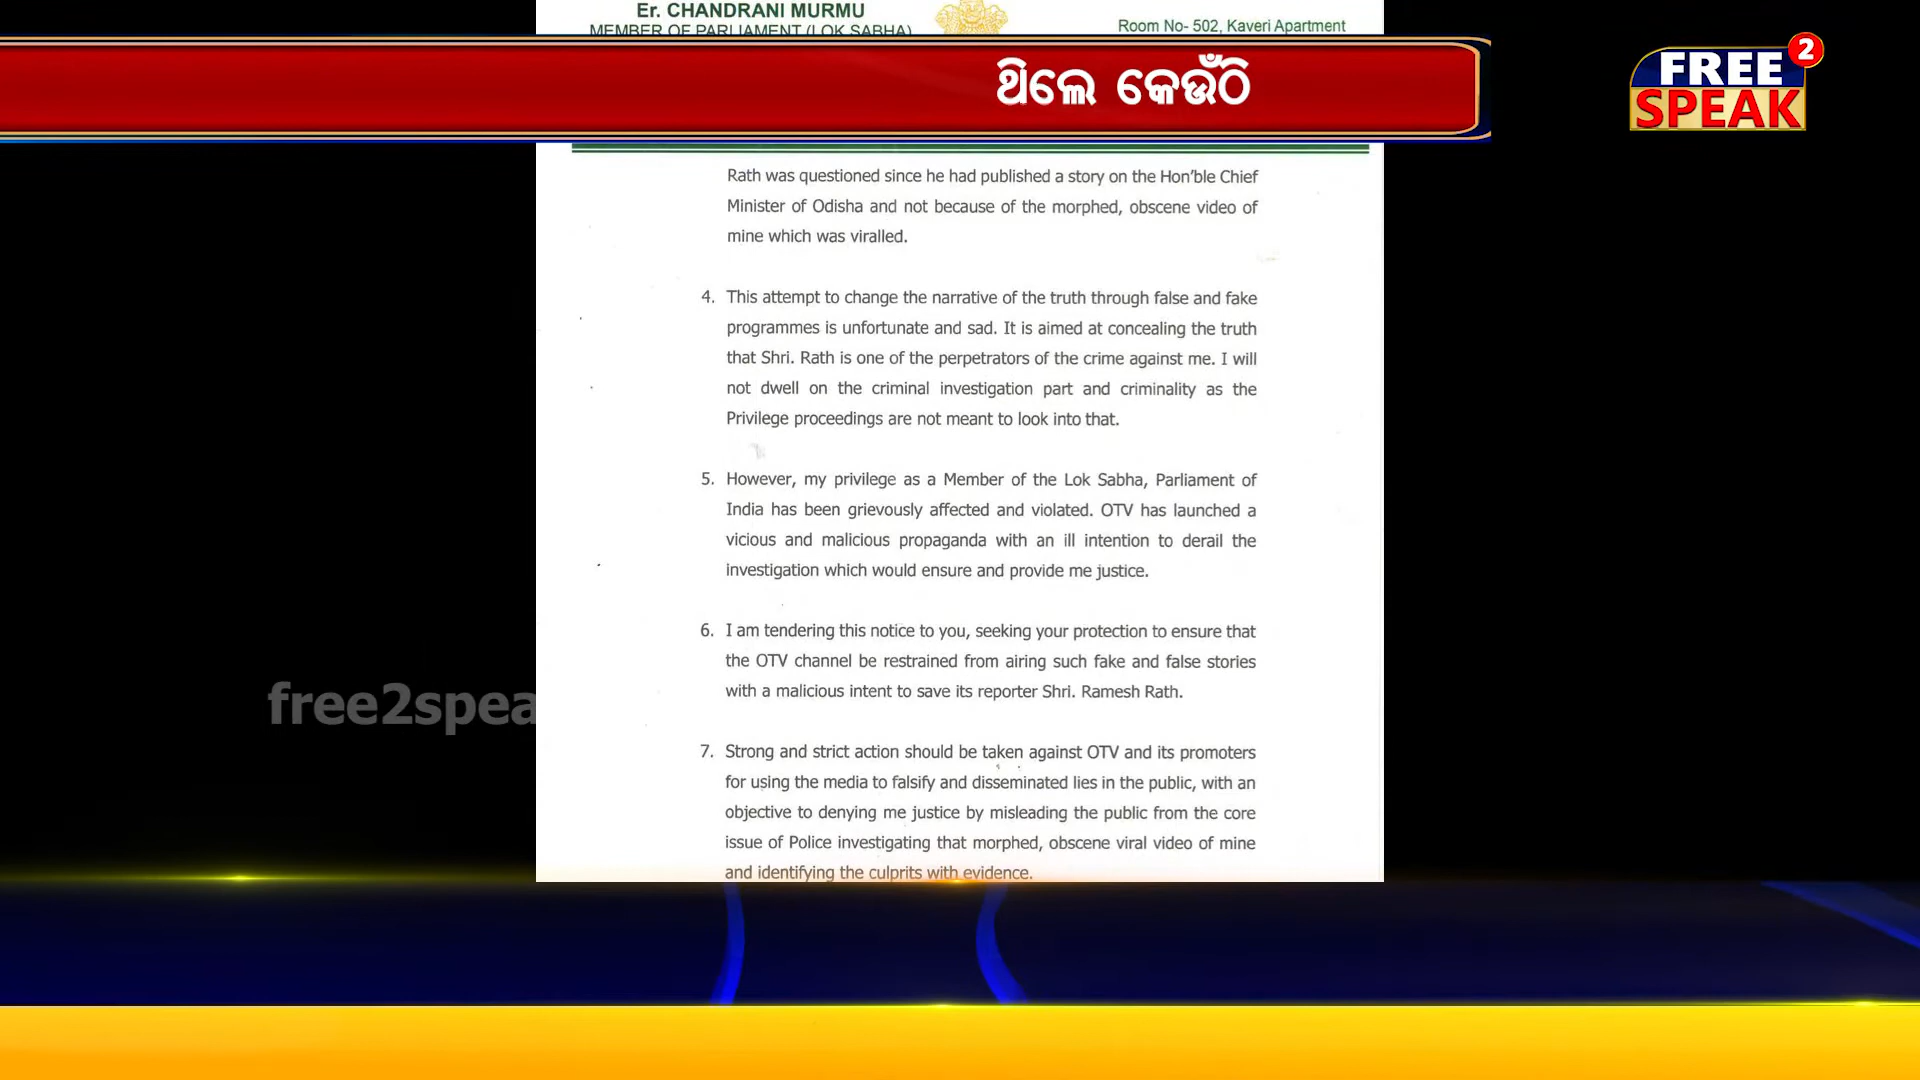 Er. CHANDRANI MURMU
MEMBER OF PARLIAMENT (LOK SABHA)
Room No- 502, Kaveri Apartment
ଥିଲେ କେଉଁଠି
FREE 2
SPEAK
Rath was questioned since he had published a story on the Hon'ble Chief
Minister of Odisha and not because of the morphed, obscene video of
mine which was viralled.
4. This attempt to change the narrative of the truth through false and fake
programmes is unfortunate and sad. It is aimed at concealing the truth
that Shri. Rath is one of the perpetrators of the crime against me. I will
not dwell on the criminal investigation part and criminality as the
Privilege proceedings are not meant to look into that.
5. However, my privilege as a Member of the Lok Sabha, Parliament of
India has been grievously affected and violated. OTV has launched a
vicious and malicious propaganda with an ill intention to derail the
investigation which would ensure and provide me justice.
6. I am tendering this notice to you, seeking your protection to ensure that
the OTV channel be restrained from airing such fake and false stories
with a malicious intent to save its reporter Shri. Ramesh Rath.
free2spea
7. Strong and strict action should be taken against OTV and its promoters
for using the media to falsify and disseminated lies in the public, with an
objective to denying me justice by misleading the public from the core
issue of Police investigating that morphed, obscene viral video of mine
and identifying the culprits with evidence.